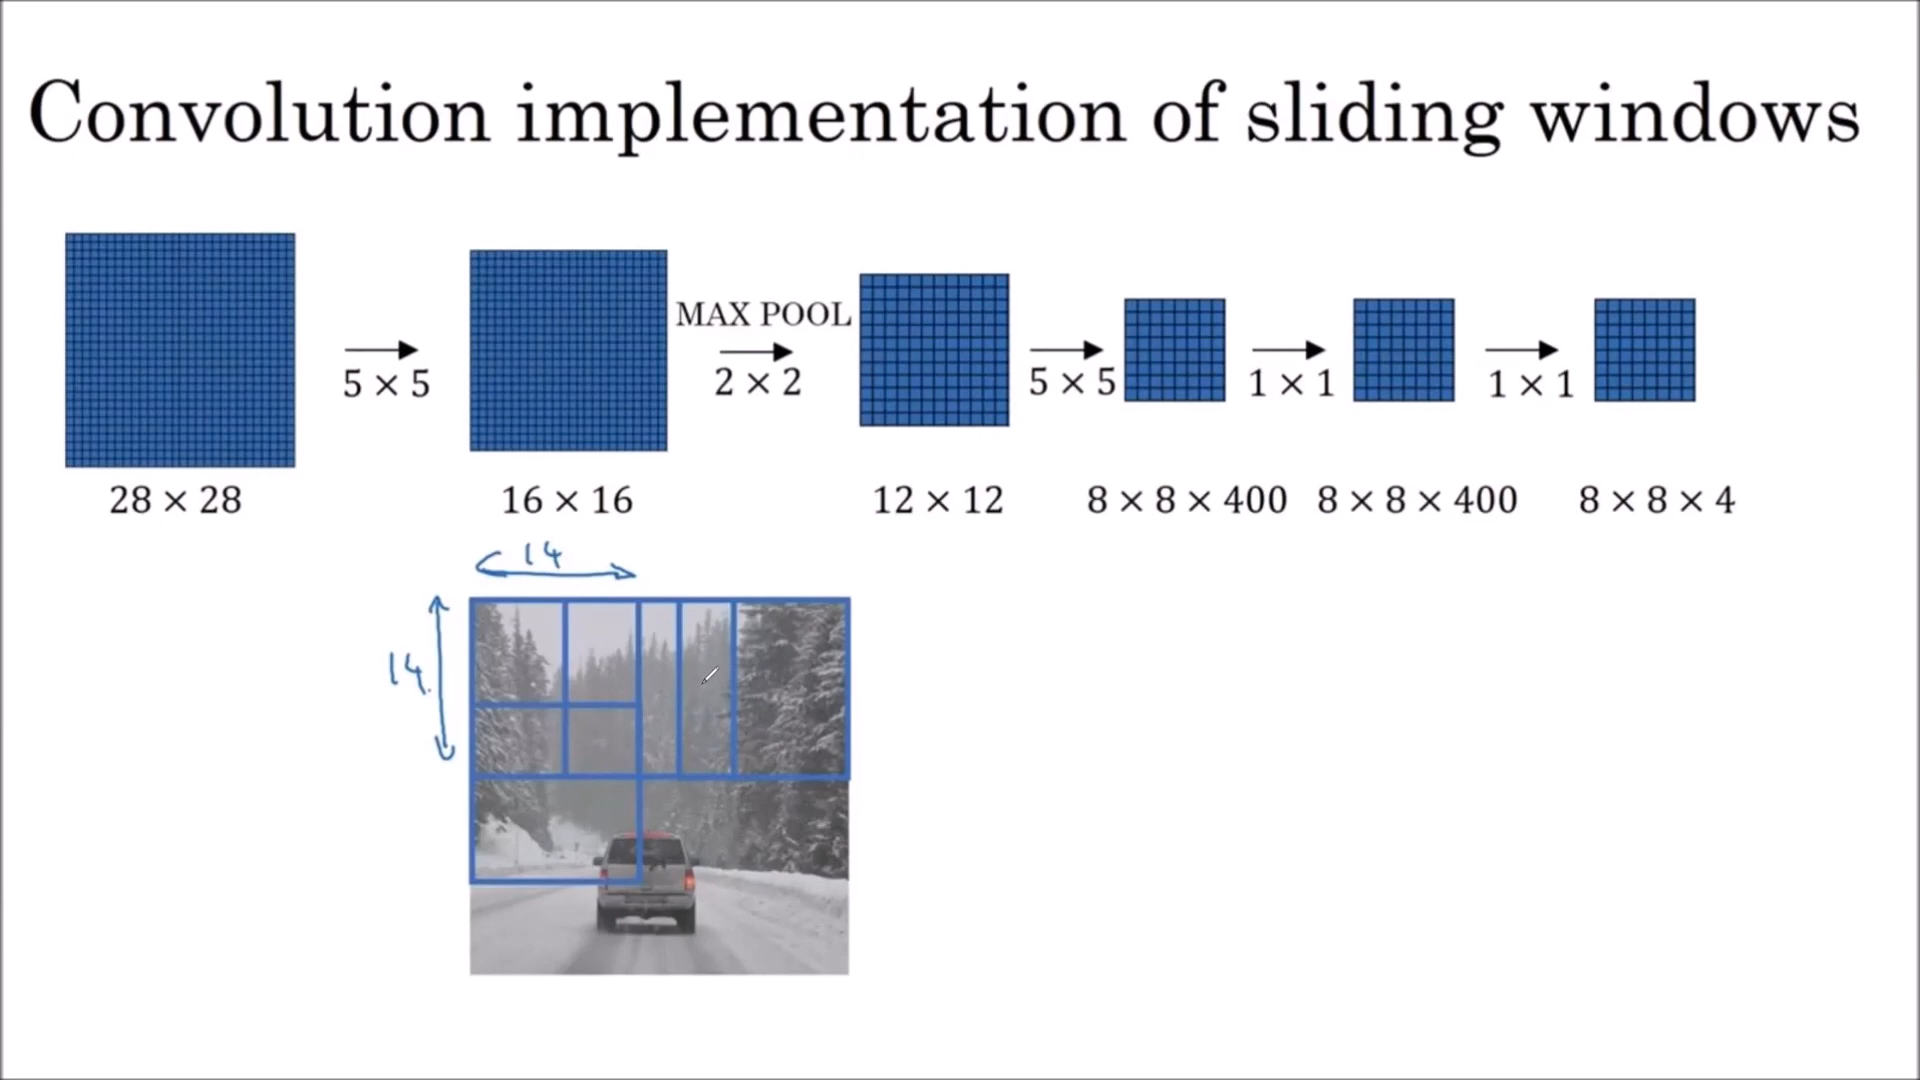 Convolution implementation of sliding windows
MAX POOL
5 × 5
2 × 2
5 × 5
1 × 1
1 × 1
28 × 28
16 × 16
12 × 12
8 × 8 × 400
8 × 8 × 400
8 × 8 × 4
14
14